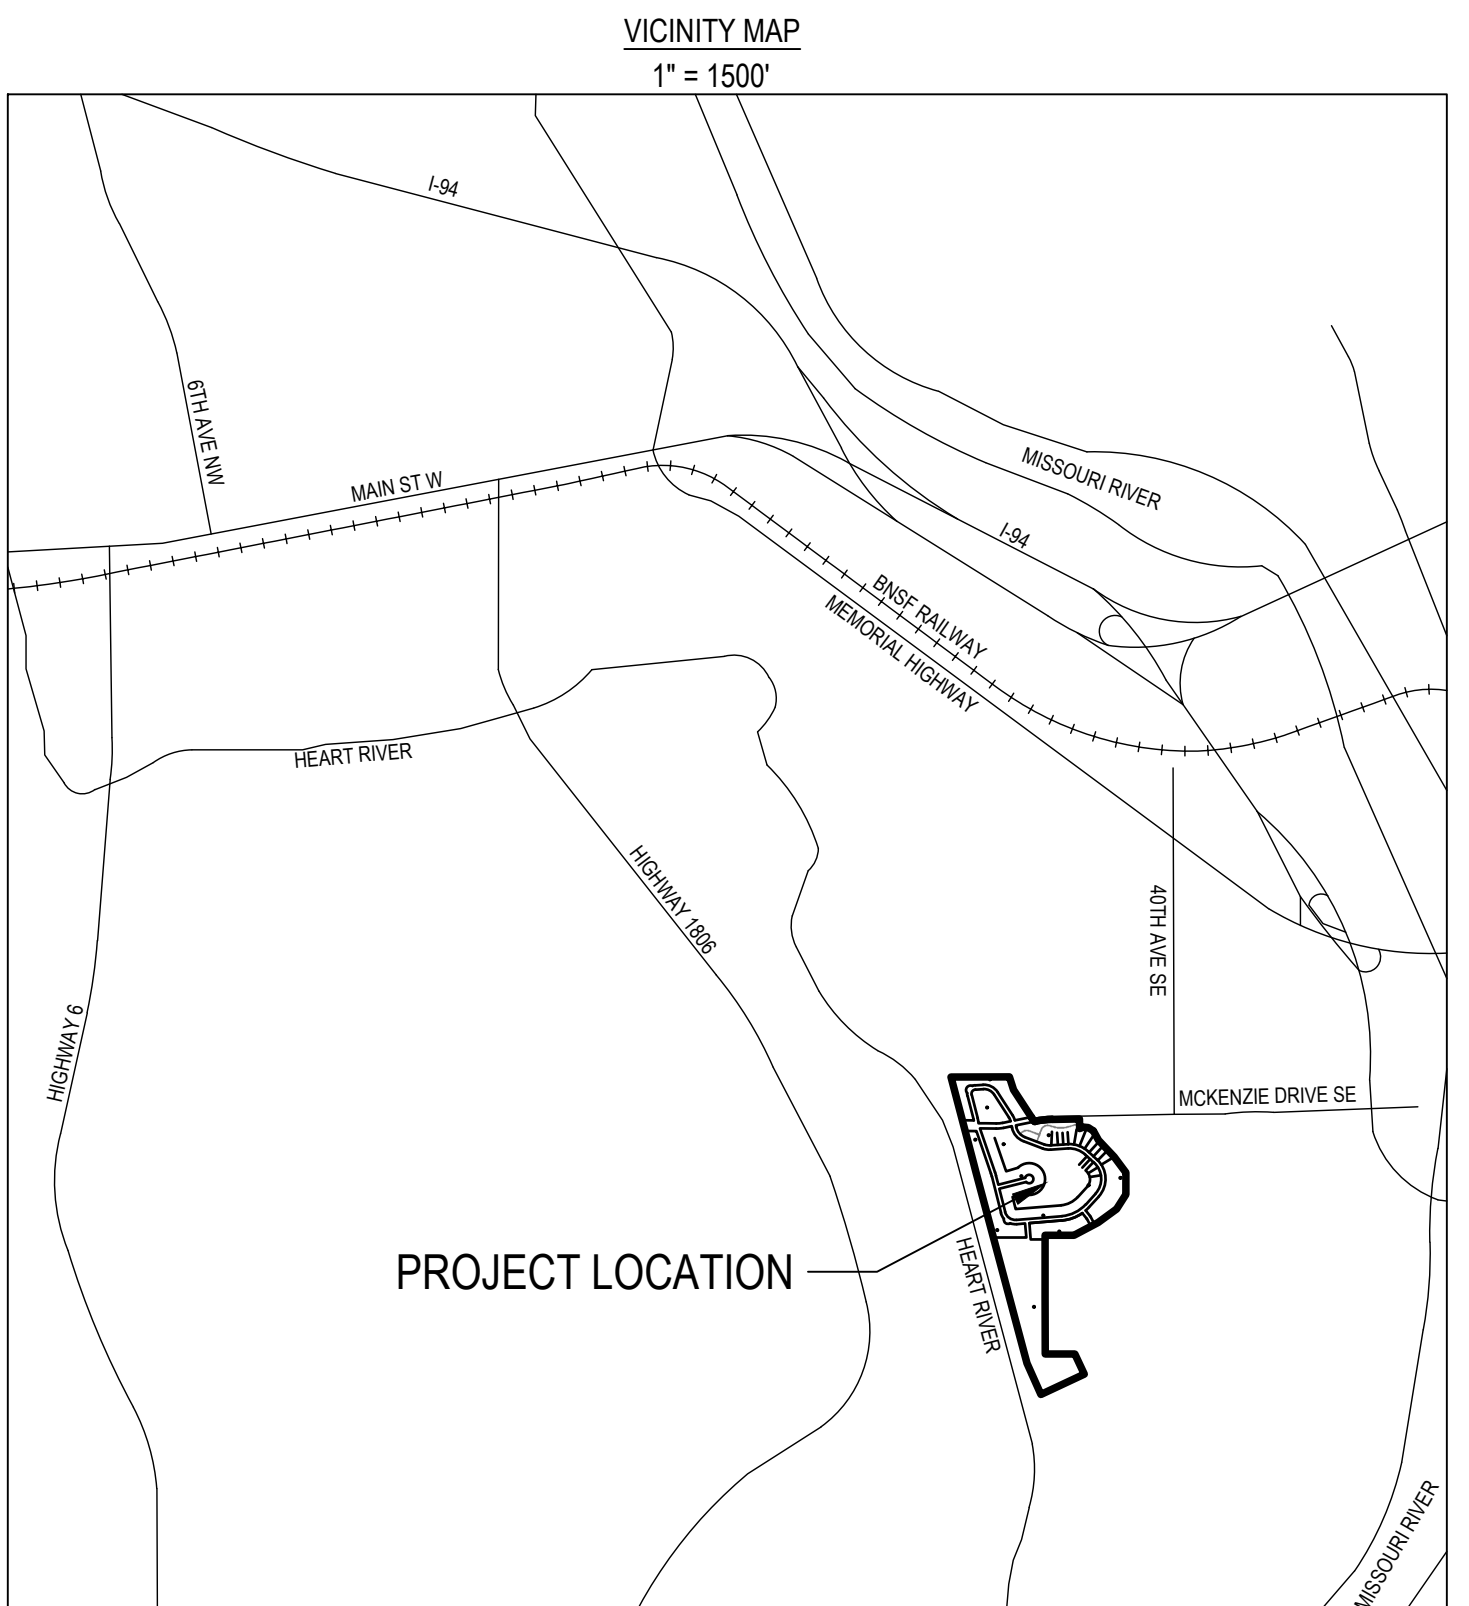 VICINITY MAP
1" = 1500'
I-94
6TH AVE NW
MAIN ST W
MISSOURI RIVER
I-94
BNSF RAILWAY
MEMORIAL HIGHWAY
HEART RIVER
HIGHWAY 1806
40TH AVE SE
HIGHWAY 6
MCKENZIE DRIVE SE
PROJECT LOCATION
HEART RIVER
MISSOURI RIVER